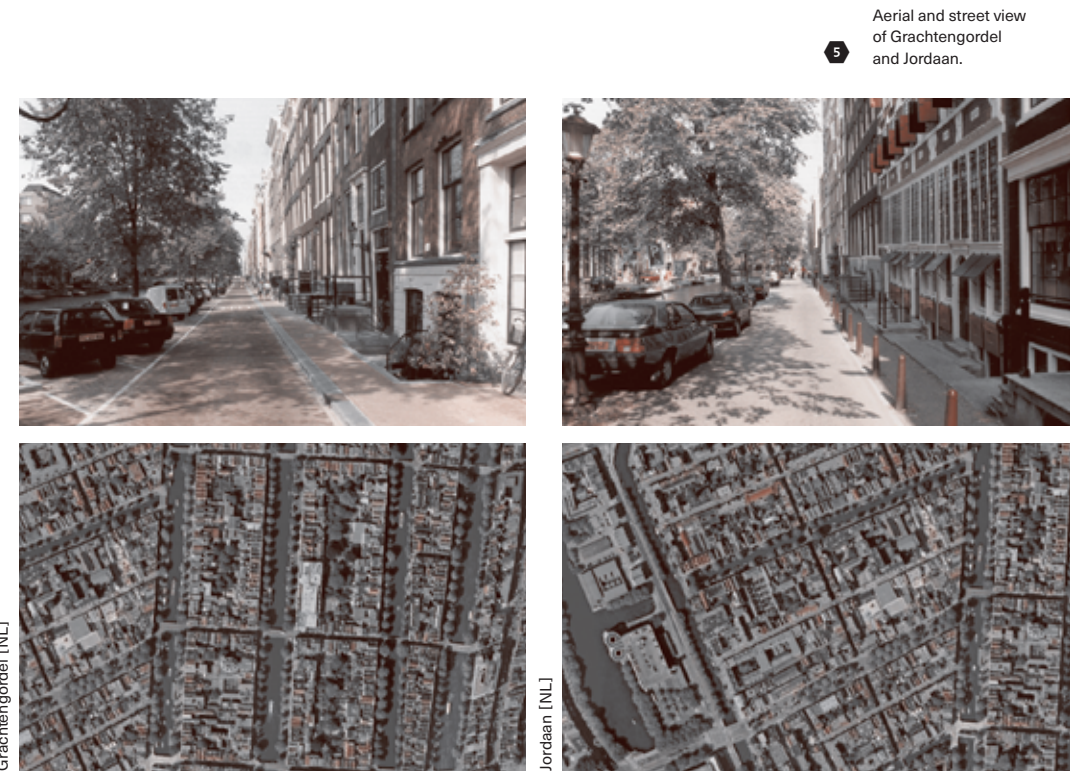 Aerial and street view
of Grachtengordel
and Jordaan.
5
Grachtengordel [NL]
Jordaan [NL]